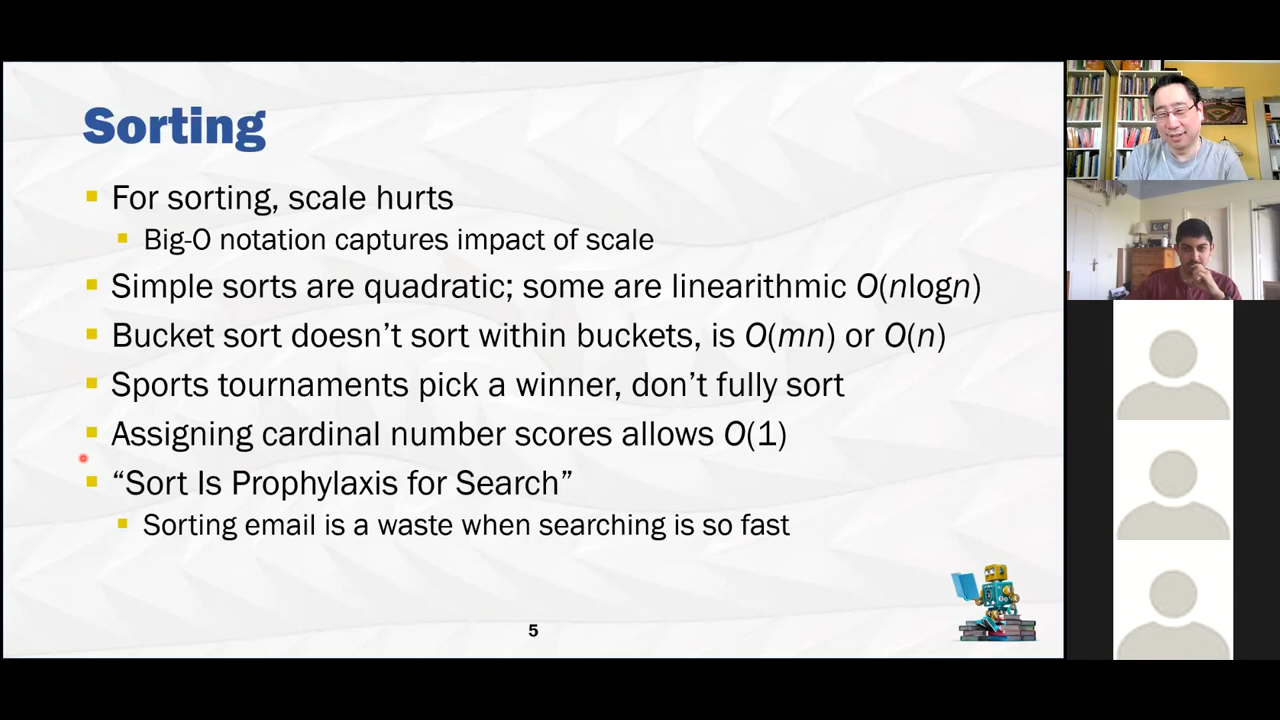 Sorting
For sorting, scale hurts
Big-O notation captures impact of scale
Simple sorts are quadratic; some are linearithmic O(nlogn)
Bucket sort doesn’t sort within buckets, is O(mn) or O(n)
Sports tournaments pick a winner, don’t fully sort
Assigning cardinal number scores allows O(1)
“Sort Is Prophylaxis for Search”
Sorting email is a waste when searching is so fast
5